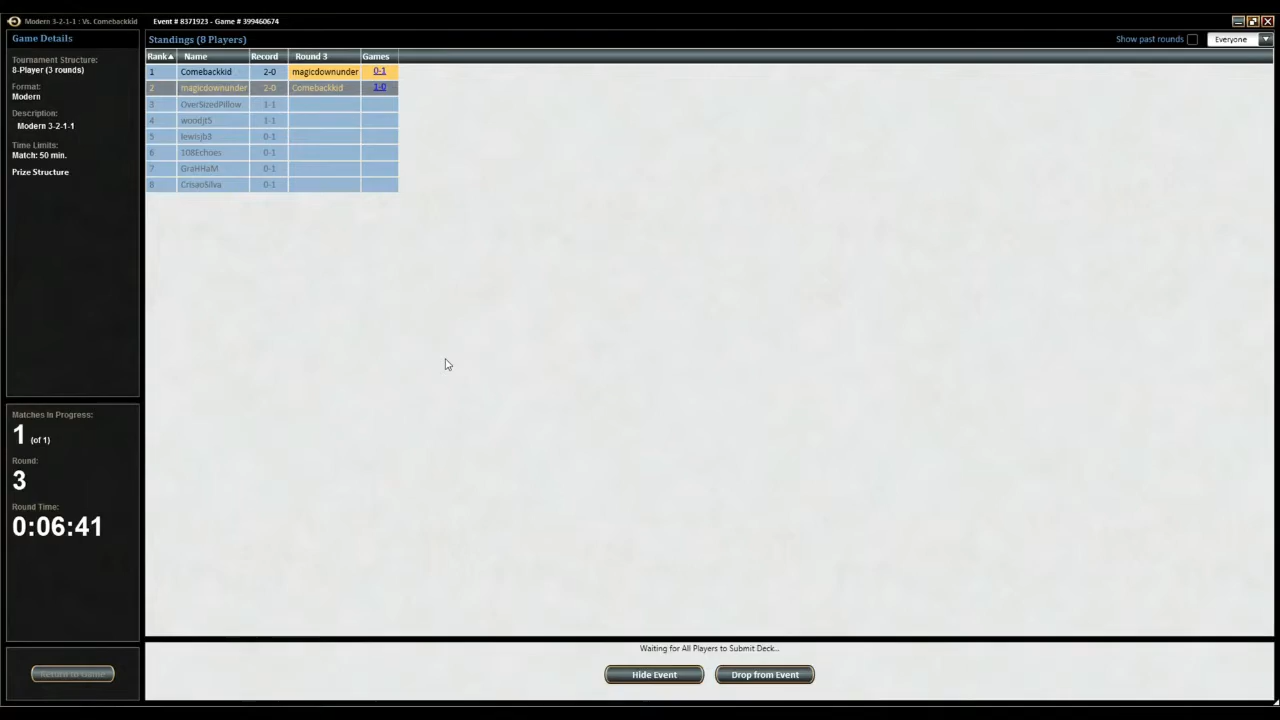 Modern 3-2-1-1 : Vs. Comebackkid Event # 8371923 - Game # 399460674
Game Details
Tournament Structure:
8-Player (3 rounds)
Format:
Modern
Description:
Modern 3-2-1-1
Time Limits:
Match: 50 min.
Prize Structure
Standings (8 Players)
Show past rounds Everyone
Rank Name Record Round 3 Games
1 Comebackkid 2-0 magicdownunder 0-1
2 magicdownunder 2-0 Comebackkid 1-0
3 OverSizedPillow 1-1
4 woodjt5 1-1
5 lewisjb3 0-1
6 108Echoes 0-1
7 GraHHaM 0-1
8 CrisaoSilva 0-1
Matches In Progress:
1 (of 1)
Round:
3
Round Time:
0:06:41
Return to Game
Waiting for All Players to Submit Deck...
Hide Event Drop from Event